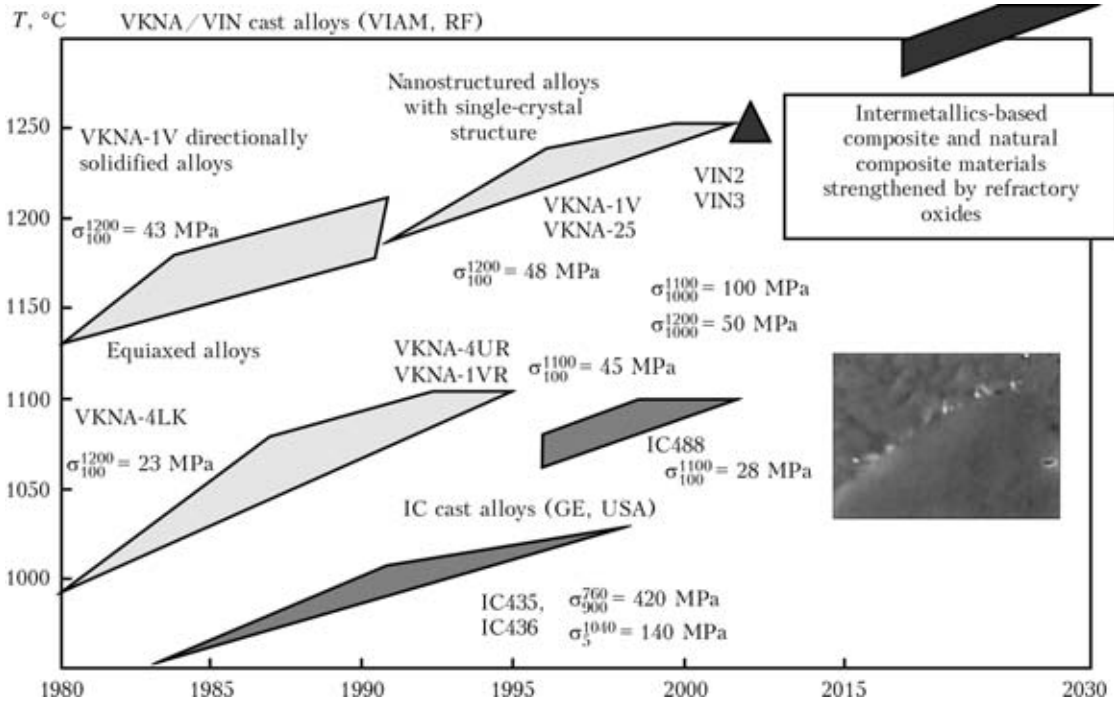 T, °C
VKNA/VIN cast alloys (VIAM, RF)
Nanostructured alloys
with single-crystal
structure
1250
VKNA-1V directionally
solidified alloys
Intermetallics-based
composite and natural
composite materials
strengthened by refractory
oxides
VIN2
VIN3
1200
VKNA-1V
VKNA-25
σ¹²⁰⁰₁₀₀ = 43 MPa
σ¹²⁰⁰₁₀₀ = 48 MPa
σ¹¹⁰⁰₁₀₀₀ = 100 MPa
σ¹²⁰⁰₁₀₀₀ = 50 MPa
1150
Equiaxed alloys
VKNA-4UR
VKNA-1VR
σ¹¹⁰⁰₁₀₀ = 45 MPa
1100
VKNA-4LK
σ¹²⁰⁰₁₀₀ = 23 MPa
IC488
σ¹¹⁰⁰₁₀₀ = 28 MPa
1050
IC cast alloys (GE, USA)
1000
IC435,
IC436
σ⁷⁶⁰₉₀₀ = 420 MPa
σ¹⁰⁴⁰₅ = 140 MPa
1980 1985 1990 1995 2000 2015 2030